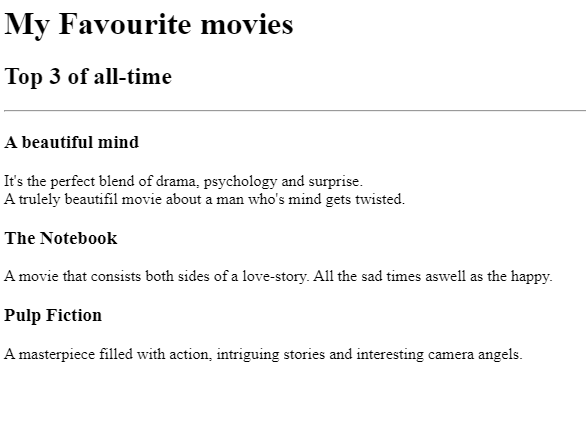 My Favourite movies
Top 3 of all-time
A beautiful mind
It's the perfect blend of drama, psychology and surprise.
A trulely beautifil movie about a man who's mind gets twisted.
The Notebook
A movie that consists both sides of a love-story. All the sad times aswell as the happy.
Pulp Fiction
A masterpiece filled with action, intriguing stories and interesting camera angels.